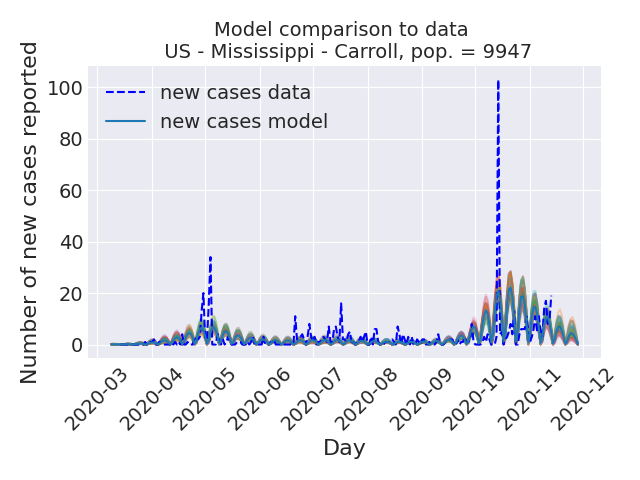 Model comparison to data
US - Mississippi - Carroll, pop. = 9947
Number of new cases reported
100
80
60
40
20
0
new cases data
new cases model
2020-03
2020-04
2020-05
2020-06
2020-07
2020-08
2020-09
2020-10
2020-11
2020-12
Day